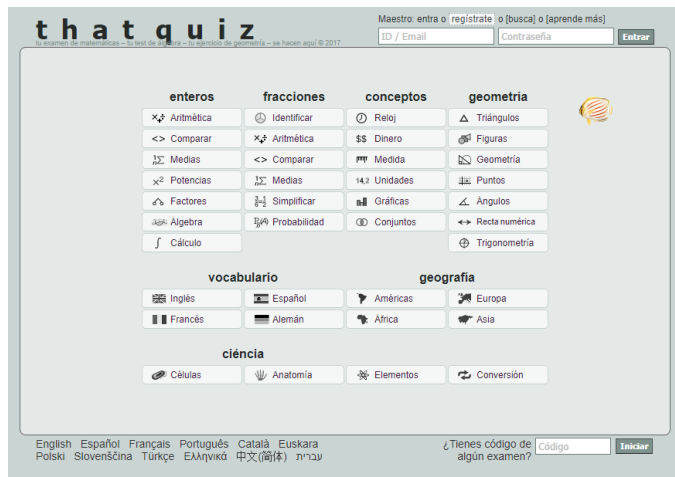 thatquiz
tu examen de matemáticas – tu test de álgebra – tu ejercicio de geometría – se hacen aquí © 2017
Maestro: entra o regístrate o [busca] o [aprende más]
ID / Email Contraseña Entrar
enteros fracciones conceptos geometría
Aritmética Identificar Reloj Triángulos
<> Comparar Aritmética $$ Dinero Figuras
Medias <> Comparar Medida Geometría
x² Potencias Medias 14,2 Unidades Puntos
Factores Simplificar Gráficas Ángulos
Álgebra Probabilidad Conjuntos Recta numérica
∫ Cálculo Trigonometría
vocabulario geografía
Inglés Español Américas Europa
Francés Alemán África Asia
ciéncia
Células Anatomía Elementos Conversión
English Español Français Português Català Euskara
Polski Slovenščina Türkçe Ελληνικά 中文(简体) עברית
¿Tienes código de
algún examen?
Código Iniciar